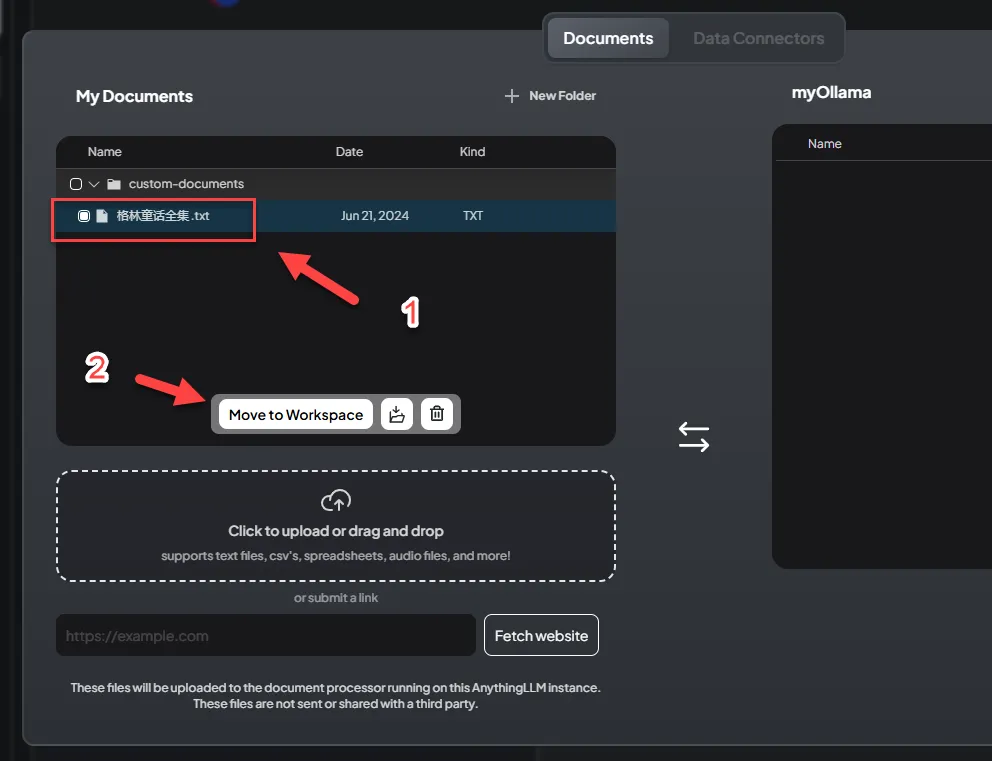 Documents
Data Connectors
My Documents
New Folder
myOllama
Name
Date
Kind
Name
custom-documents
格林童话全集.txt
Jun 21, 2024
TXT
1
2
Move to Workspace
Click to upload or drag and drop
supports text files, csv's, spreadsheets, audio files, and more!
or submit a link
https://example.com
Fetch website
These files will be uploaded to the document processor running on this AnythingLLM instance.
These files are not sent or shared with a third party.